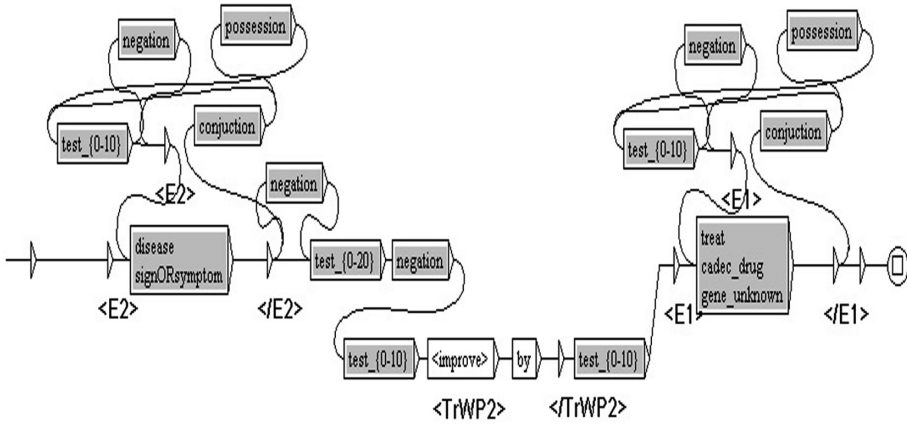 negation
possession
test_{0-10}
conjuction
<E2>
negation
disease
signORsymptom
test_{0-20}
negation
<E2>
</E2>
test_{0-10}
<improve>
by
test_{0-10}
<TrWP2>
</TrWP2>
negation
possession
test_{0-10}
conjuction
<E1>
treat
cadec_drug
gene_unknown
<E1>
</E1>